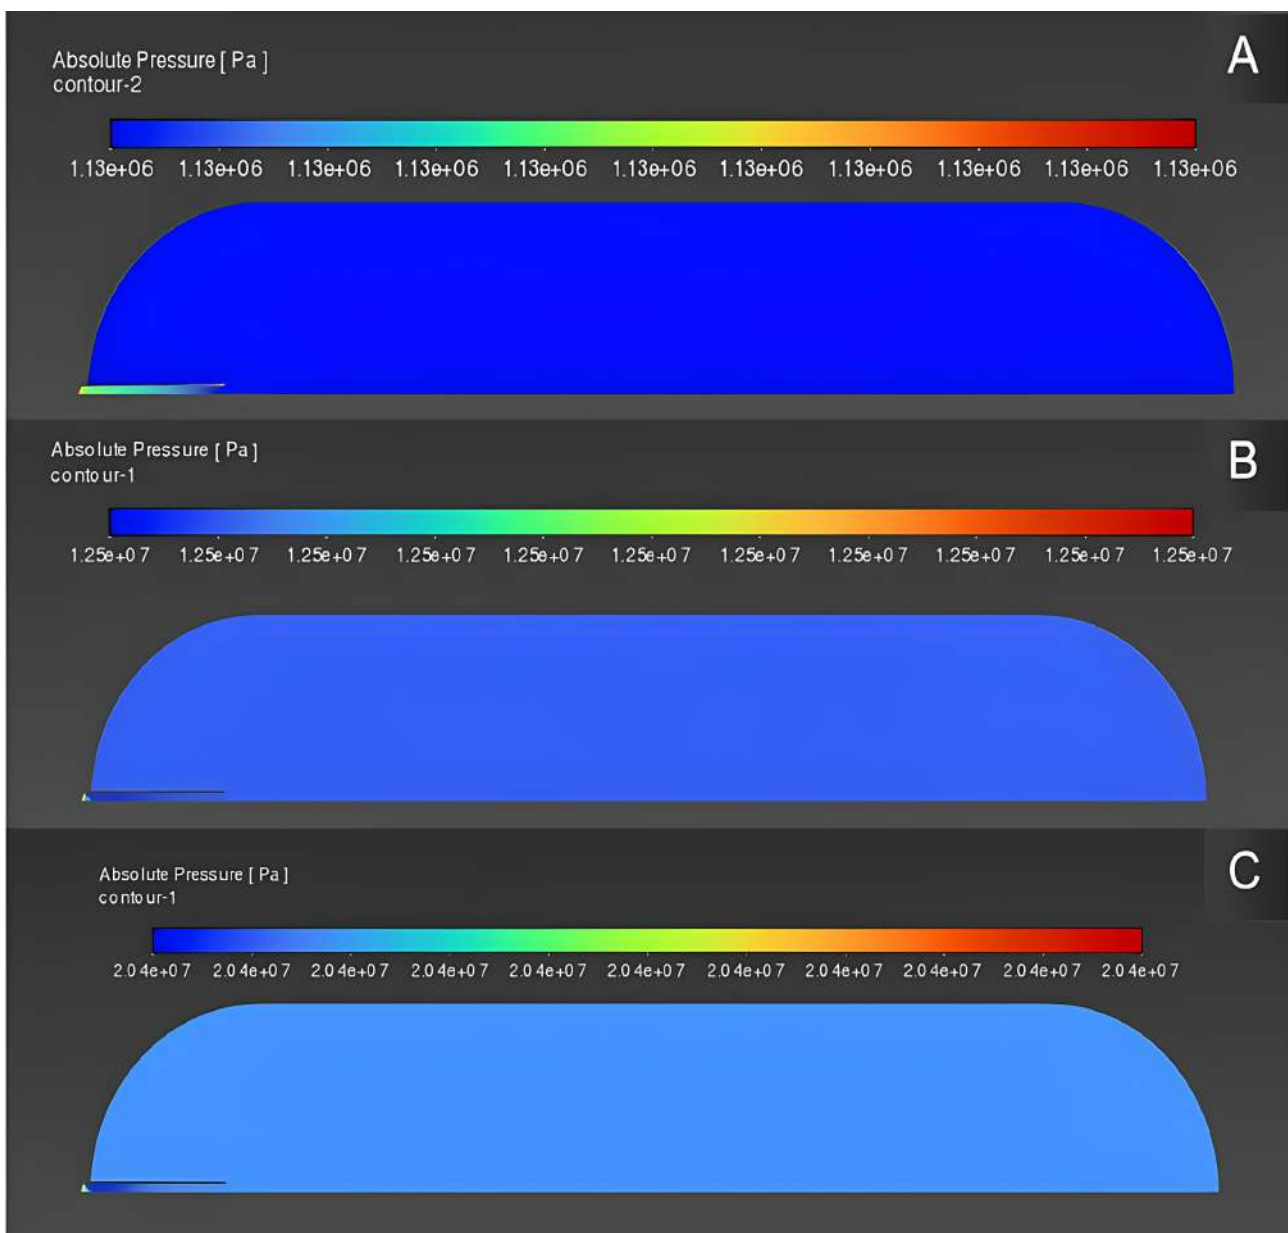 A
Absolute Pressure [ Pa ]
contour-2
1.13e+06 1.13e+06 1.13e+06 1.13e+06 1.13e+06 1.13e+06 1.13e+06 1.13e+06 1.13e+06 1.13e+06 1.13e+06
B
Absolute Pressure [ Pa ]
contour-1
1.25e+07 1.25e+07 1.25e+07 1.25e+07 1.25e+07 1.25e+07 1.25e+07 1.25e+07 1.25e+07 1.25e+07 1.25e+07
C
Absolute Pressure [ Pa ]
contour-1
2.04e+07 2.04e+07 2.04e+07 2.04e+07 2.04e+07 2.04e+07 2.04e+07 2.04e+07 2.04e+07 2.04e+07 2.04e+07